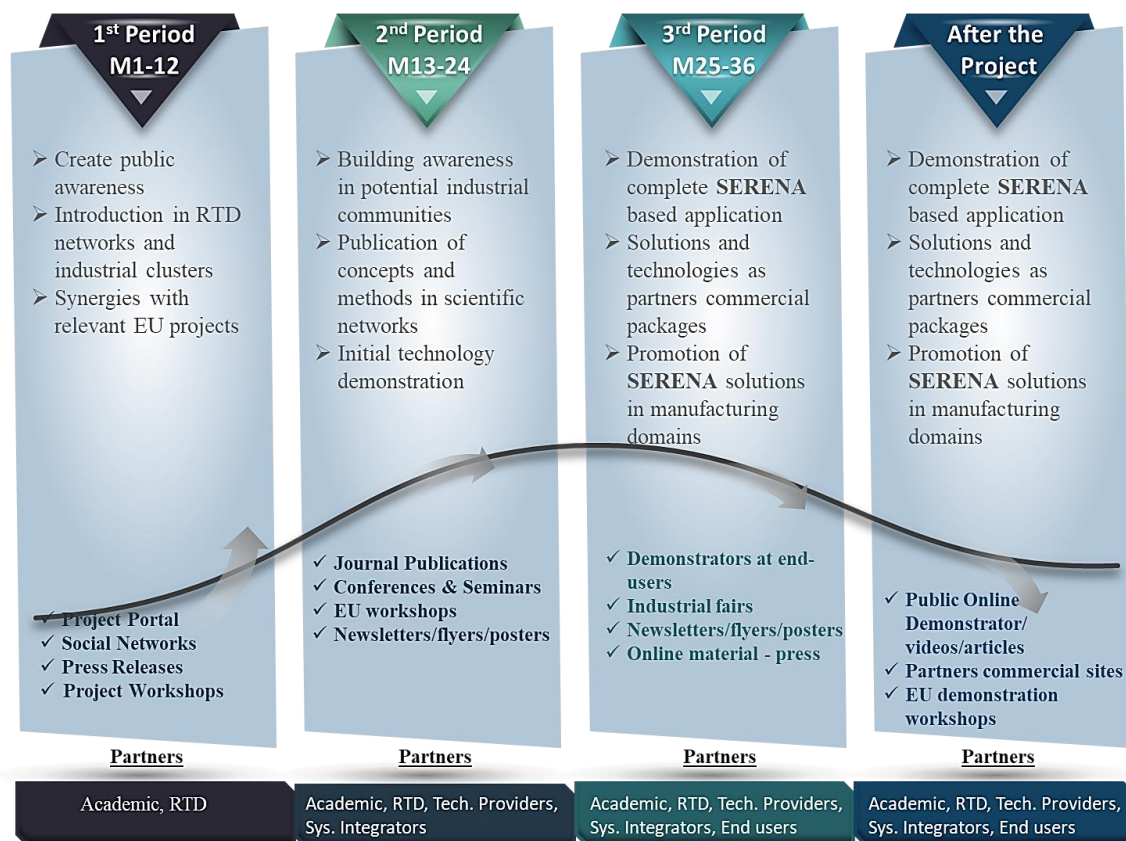 1st Period
M1-12
➢ Create public
awareness
➢ Introduction in RTD
networks and
industrial clusters
➢ Synergies with
relevant EU projects
✓ Project Portal
✓ Social Networks
✓ Press Releases
✓ Project Workshops
Partners
Academic, RTD
2nd Period
M13-24
➢ Building awareness
in potential industrial
communities
➢ Publication of
concepts and
methods in scientific
networks
➢ Initial technology
demonstration
✓ Journal Publications
✓ Conferences & Seminars
✓ EU workshops
✓ Newsletters/flyers/posters
Partners
Academic, RTD, Tech. Providers,
Sys. Integrators
3rd Period
M25-36
➢ Demonstration of
complete SERENA
based application
➢ Solutions and
technologies as
partners commercial
packages
➢ Promotion of
SERENA solutions
in manufacturing
domains
✓ Demonstrators at end-
users
✓ Industrial fairs
✓ Newsletters/flyers/posters
✓ Online material - press
Partners
Academic, RTD, Tech. Providers,
Sys. Integrators, End users
After the
Project
➢ Demonstration of
complete SERENA
based application
➢ Solutions and
technologies as
partners commercial
packages
➢ Promotion of
SERENA solutions
in manufacturing
domains
✓ Public Online
Demonstrator/
videos/articles
✓ Partners commercial sites
✓ EU demonstration
workshops
Partners
Academic, RTD, Tech. Providers,
Sys. Integrators, End users